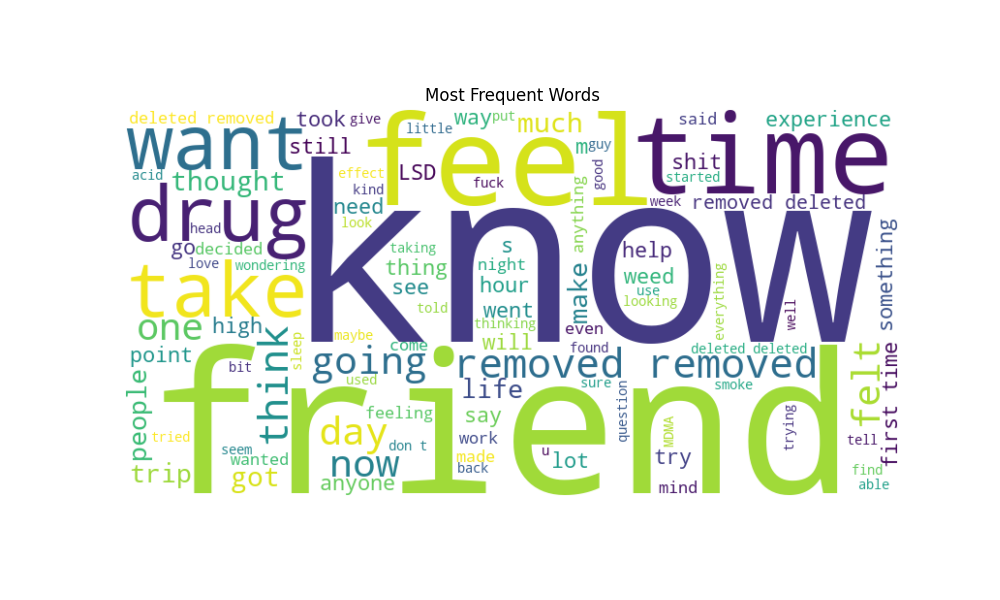 Most Frequent Words
deleted removed
took
give
little
way
put
much
said
experience
want
still
feel
time
m
guy
shit
started
acid
thought
effect
LSD
kind
fuck
good
need
look
week
removed deleted
drug
head
go
decided
love
wondering
know
taking
thing
see
s
night
hour
help
weed
use
looking
anything
make
everything
well
something
take
told
went
thinking
even
will
found
one
high
point
bit
think
sleep
maybe
come
going
used
removed removed
deleted deleted
sure
smoke
life
people
tried
seem
wanted
trip
got
friend
feeling
day
don t
say
work
made
back
now
anyone
u
lot
question
MDMA
try
mind
trying
felt
first time
tell
find
able